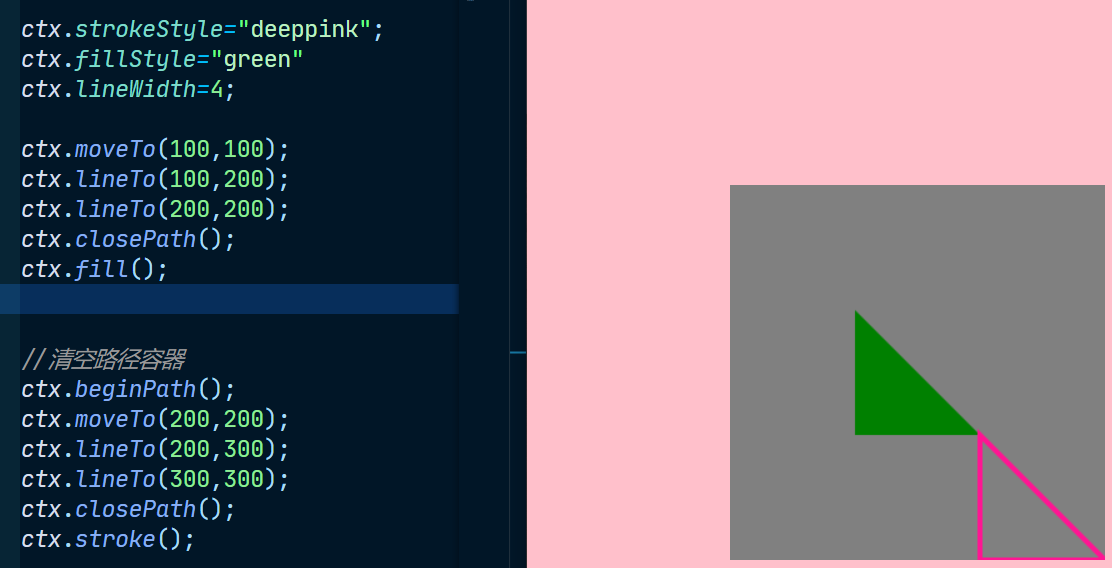 ctx.strokeStyle="deeppink";
ctx.fillStyle="green"
ctx.lineWidth=4;
ctx.moveTo(100,100);
ctx.lineTo(100,200);
ctx.lineTo(200,200);
ctx.closePath();
ctx.fill();
//清空路径容器
ctx.beginPath();
ctx.moveTo(200,200);
ctx.lineTo(200,300);
ctx.lineTo(300,300);
ctx.closePath();
ctx.stroke();